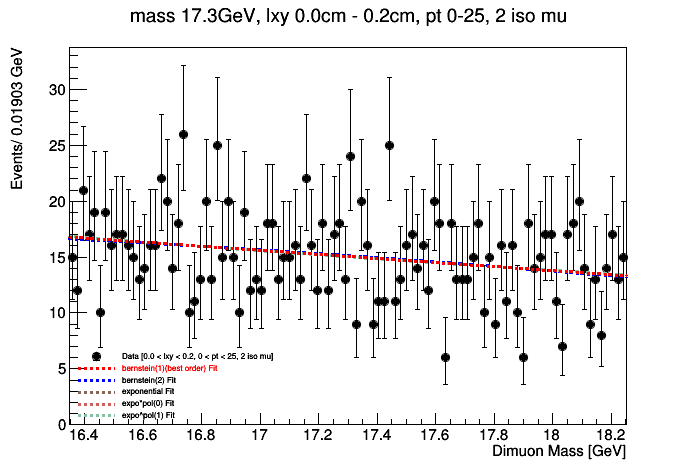 mass 17.3GeV, lxy 0.0cm - 0.2cm, pt 0-25, 2 iso mu
Events/ 0.01903 GeV
30
25
20
15
10
5
0
Data [0.0 < lxy < 0.2, 0 < pt < 25, 2 iso mu]
bernstein(1)(best order) Fit
bernstein(2) Fit
exponential Fit
expo*pol(0) Fit
expo*pol(1) Fit
16.4 16.6 16.8 17 17.2 17.4 17.6 17.8 18 18.2
Dimuon Mass [GeV]